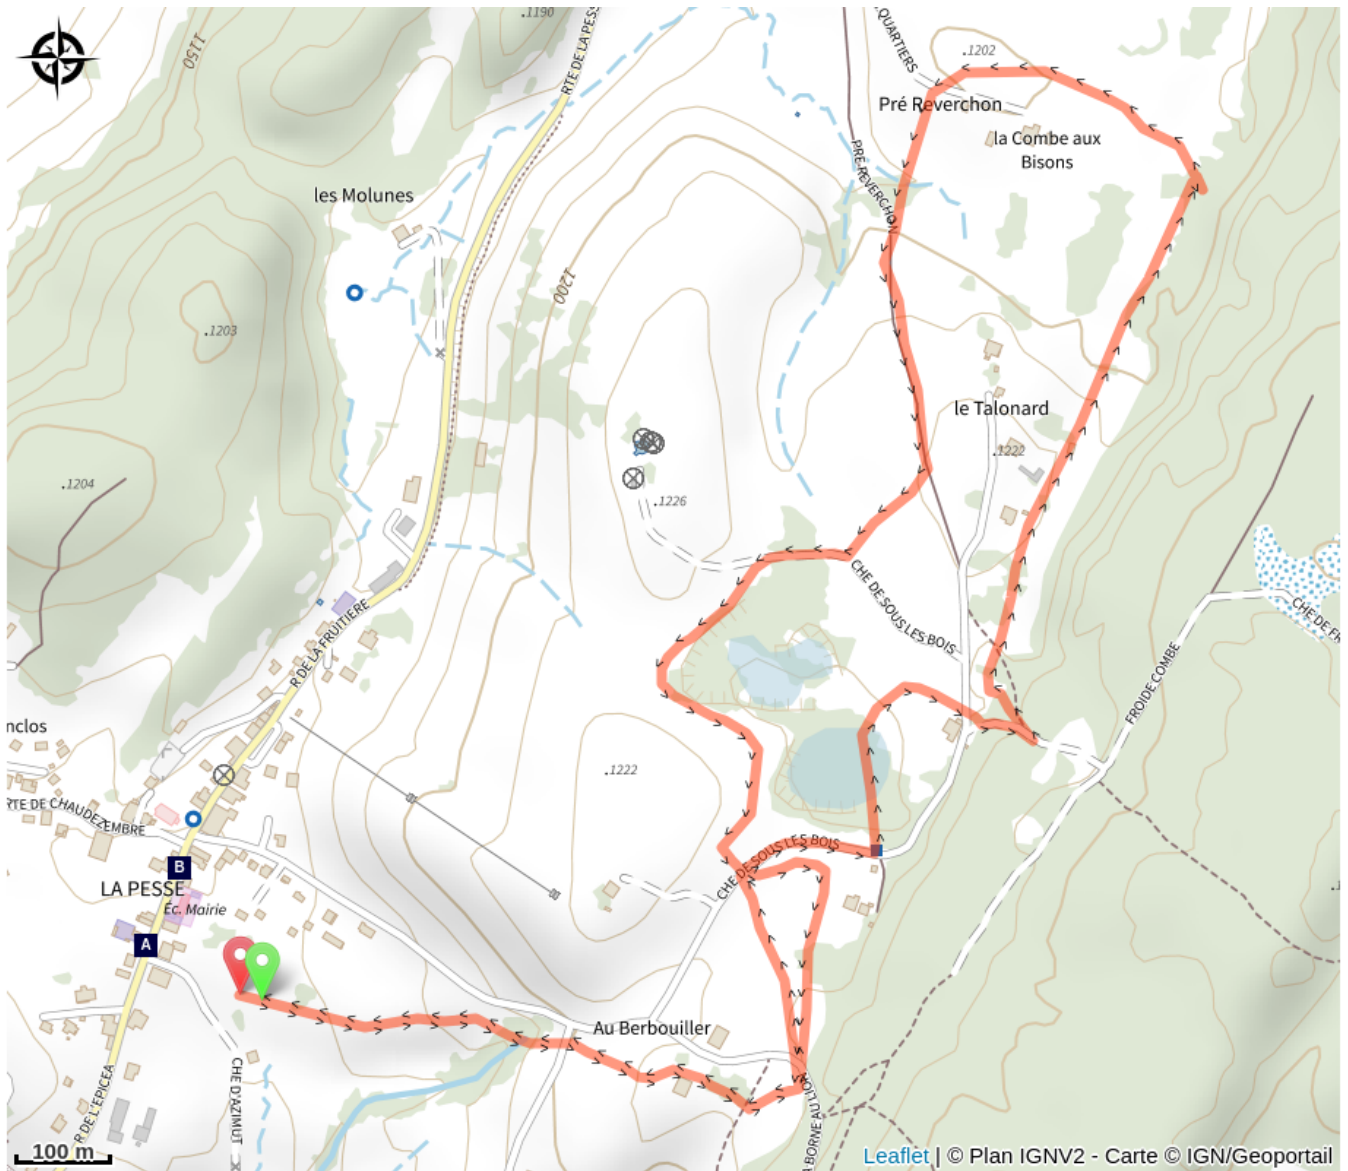 .1190
1150
RTE DE LA PESS
QUARTIERS
.1202
Pré Reverchon
la Combe aux
Bisons
PRÉ REVERCHON
les Molunes
1200
.1203
le Talonard
.1222
.1204
.1226
CHE DE SOUS LES BOIS
CHE DE FR
R DE LA FRUITIERE
FROIDE COMBE
nclos
.1222
RTE DE CHAUDEZEMBRE
CHE DE SOUS LES BOIS
B
LA PESSE
Éc. Mairie
A
Au Berbouiller
CHE D'AZIMUT
R DE L'EPICEA
A BORNE AU LION
100 m
Leaflet | © Plan IGNV2 - Carte © IGN/Geoportail